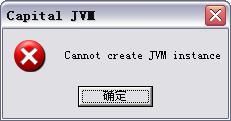 Capital JVM
Cannot create JVM instance
确定